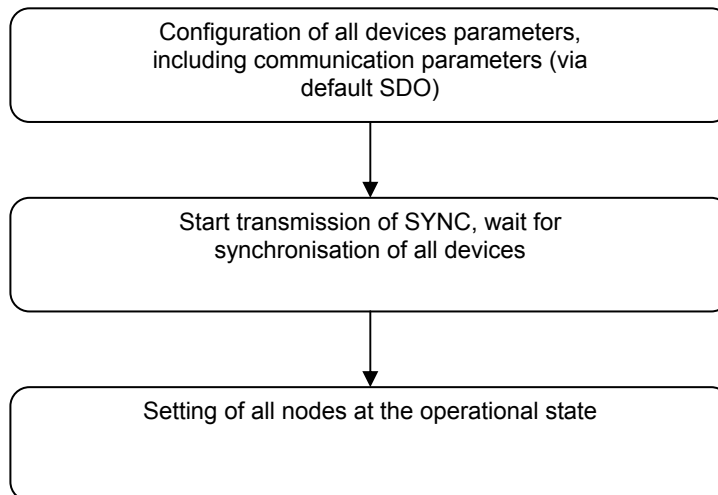 Configuration of all devices parameters,
including communication parameters (via
default SDO)
Start transmission of SYNC, wait for
synchronisation of all devices
Setting of all nodes at the operational state